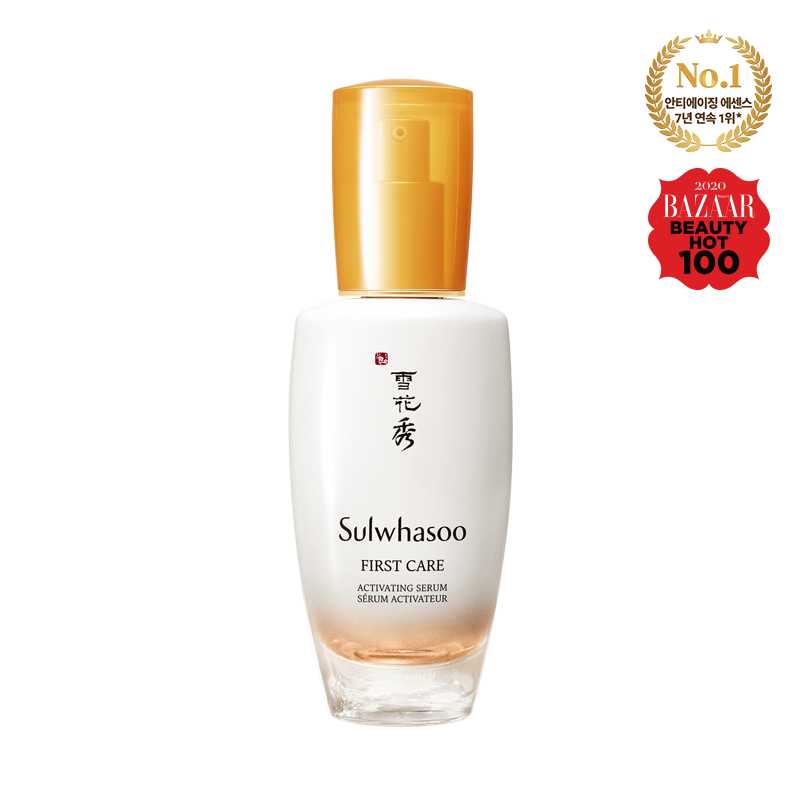 No.1
안티에이징 에센스
7년 연속 1위*
2020
BAZAAR
BEAUTY
HOT
100
雪
花
秀
Sulwhasoo
FIRST CARE
ACTIVATING SERUM
SÉRUM ACTIVATEUR